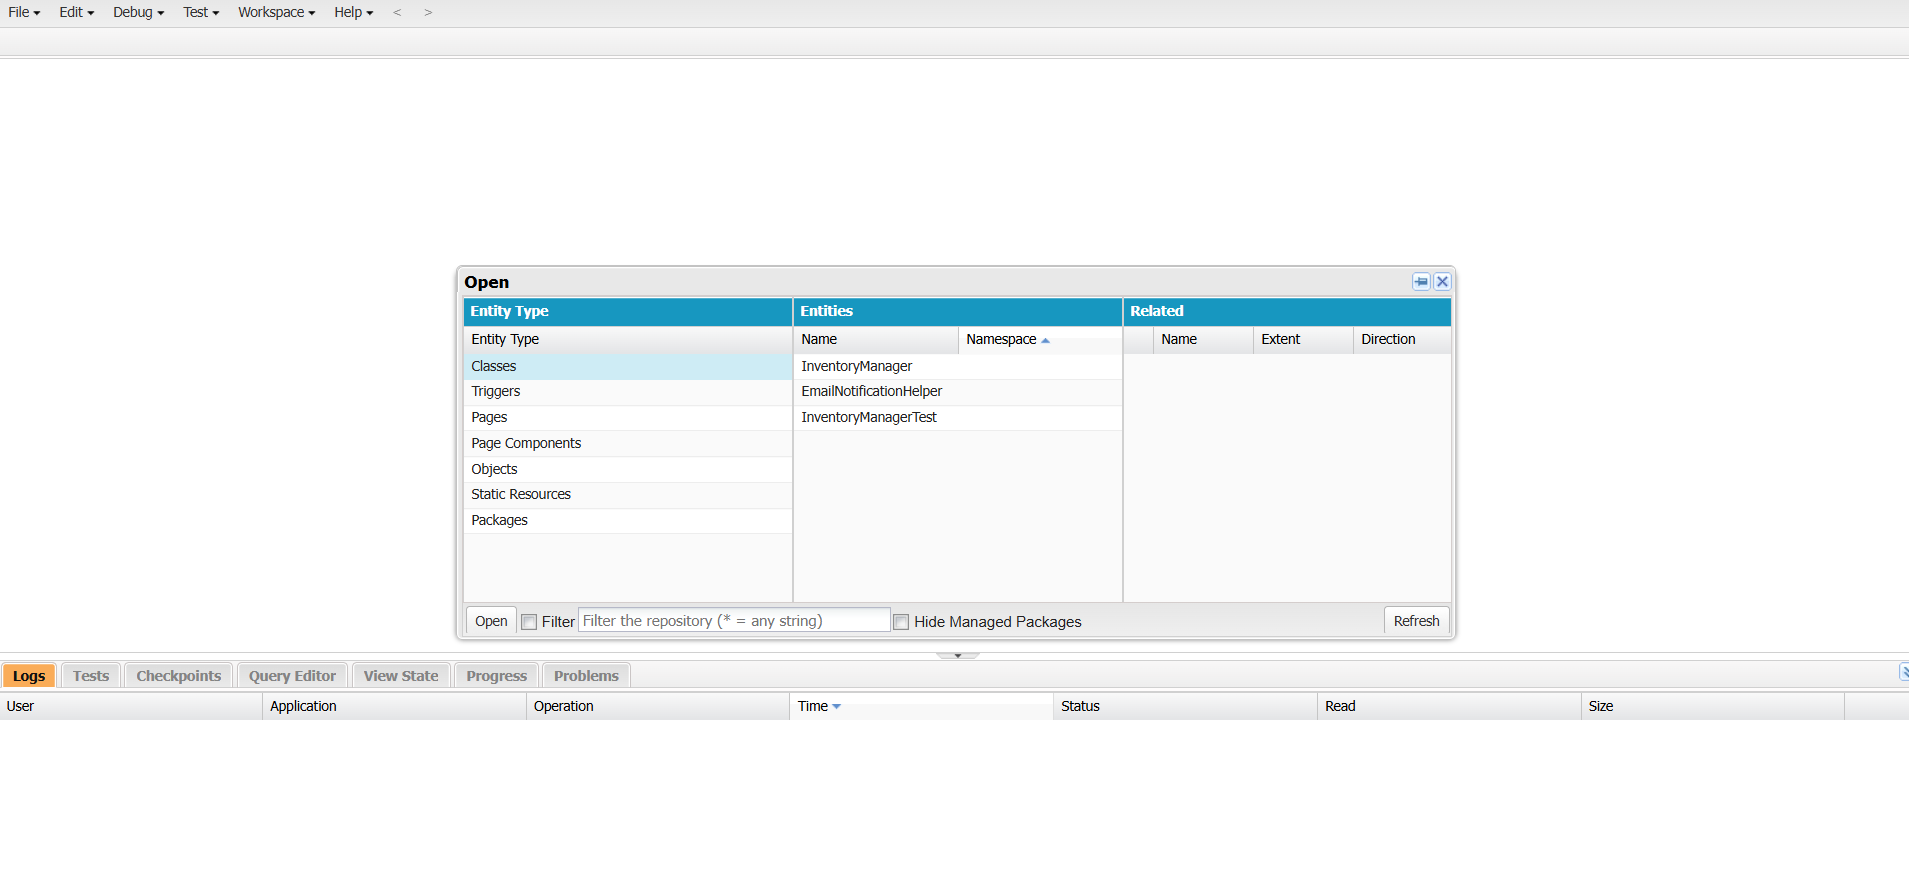 File Edit Debug Test Workspace Help < >
Open
Entity Type Entities Related
Entity Type Name Namespace Name Extent Direction
Classes InventoryManager
Triggers EmailNotificationHelper
Pages InventoryManagerTest
Page Components
Objects
Static Resources
Packages
Open Filter Filter the repository (* = any string) Hide Managed Packages Refresh
Logs Tests Checkpoints Query Editor View State Progress Problems
User Application Operation Time Status Read Size